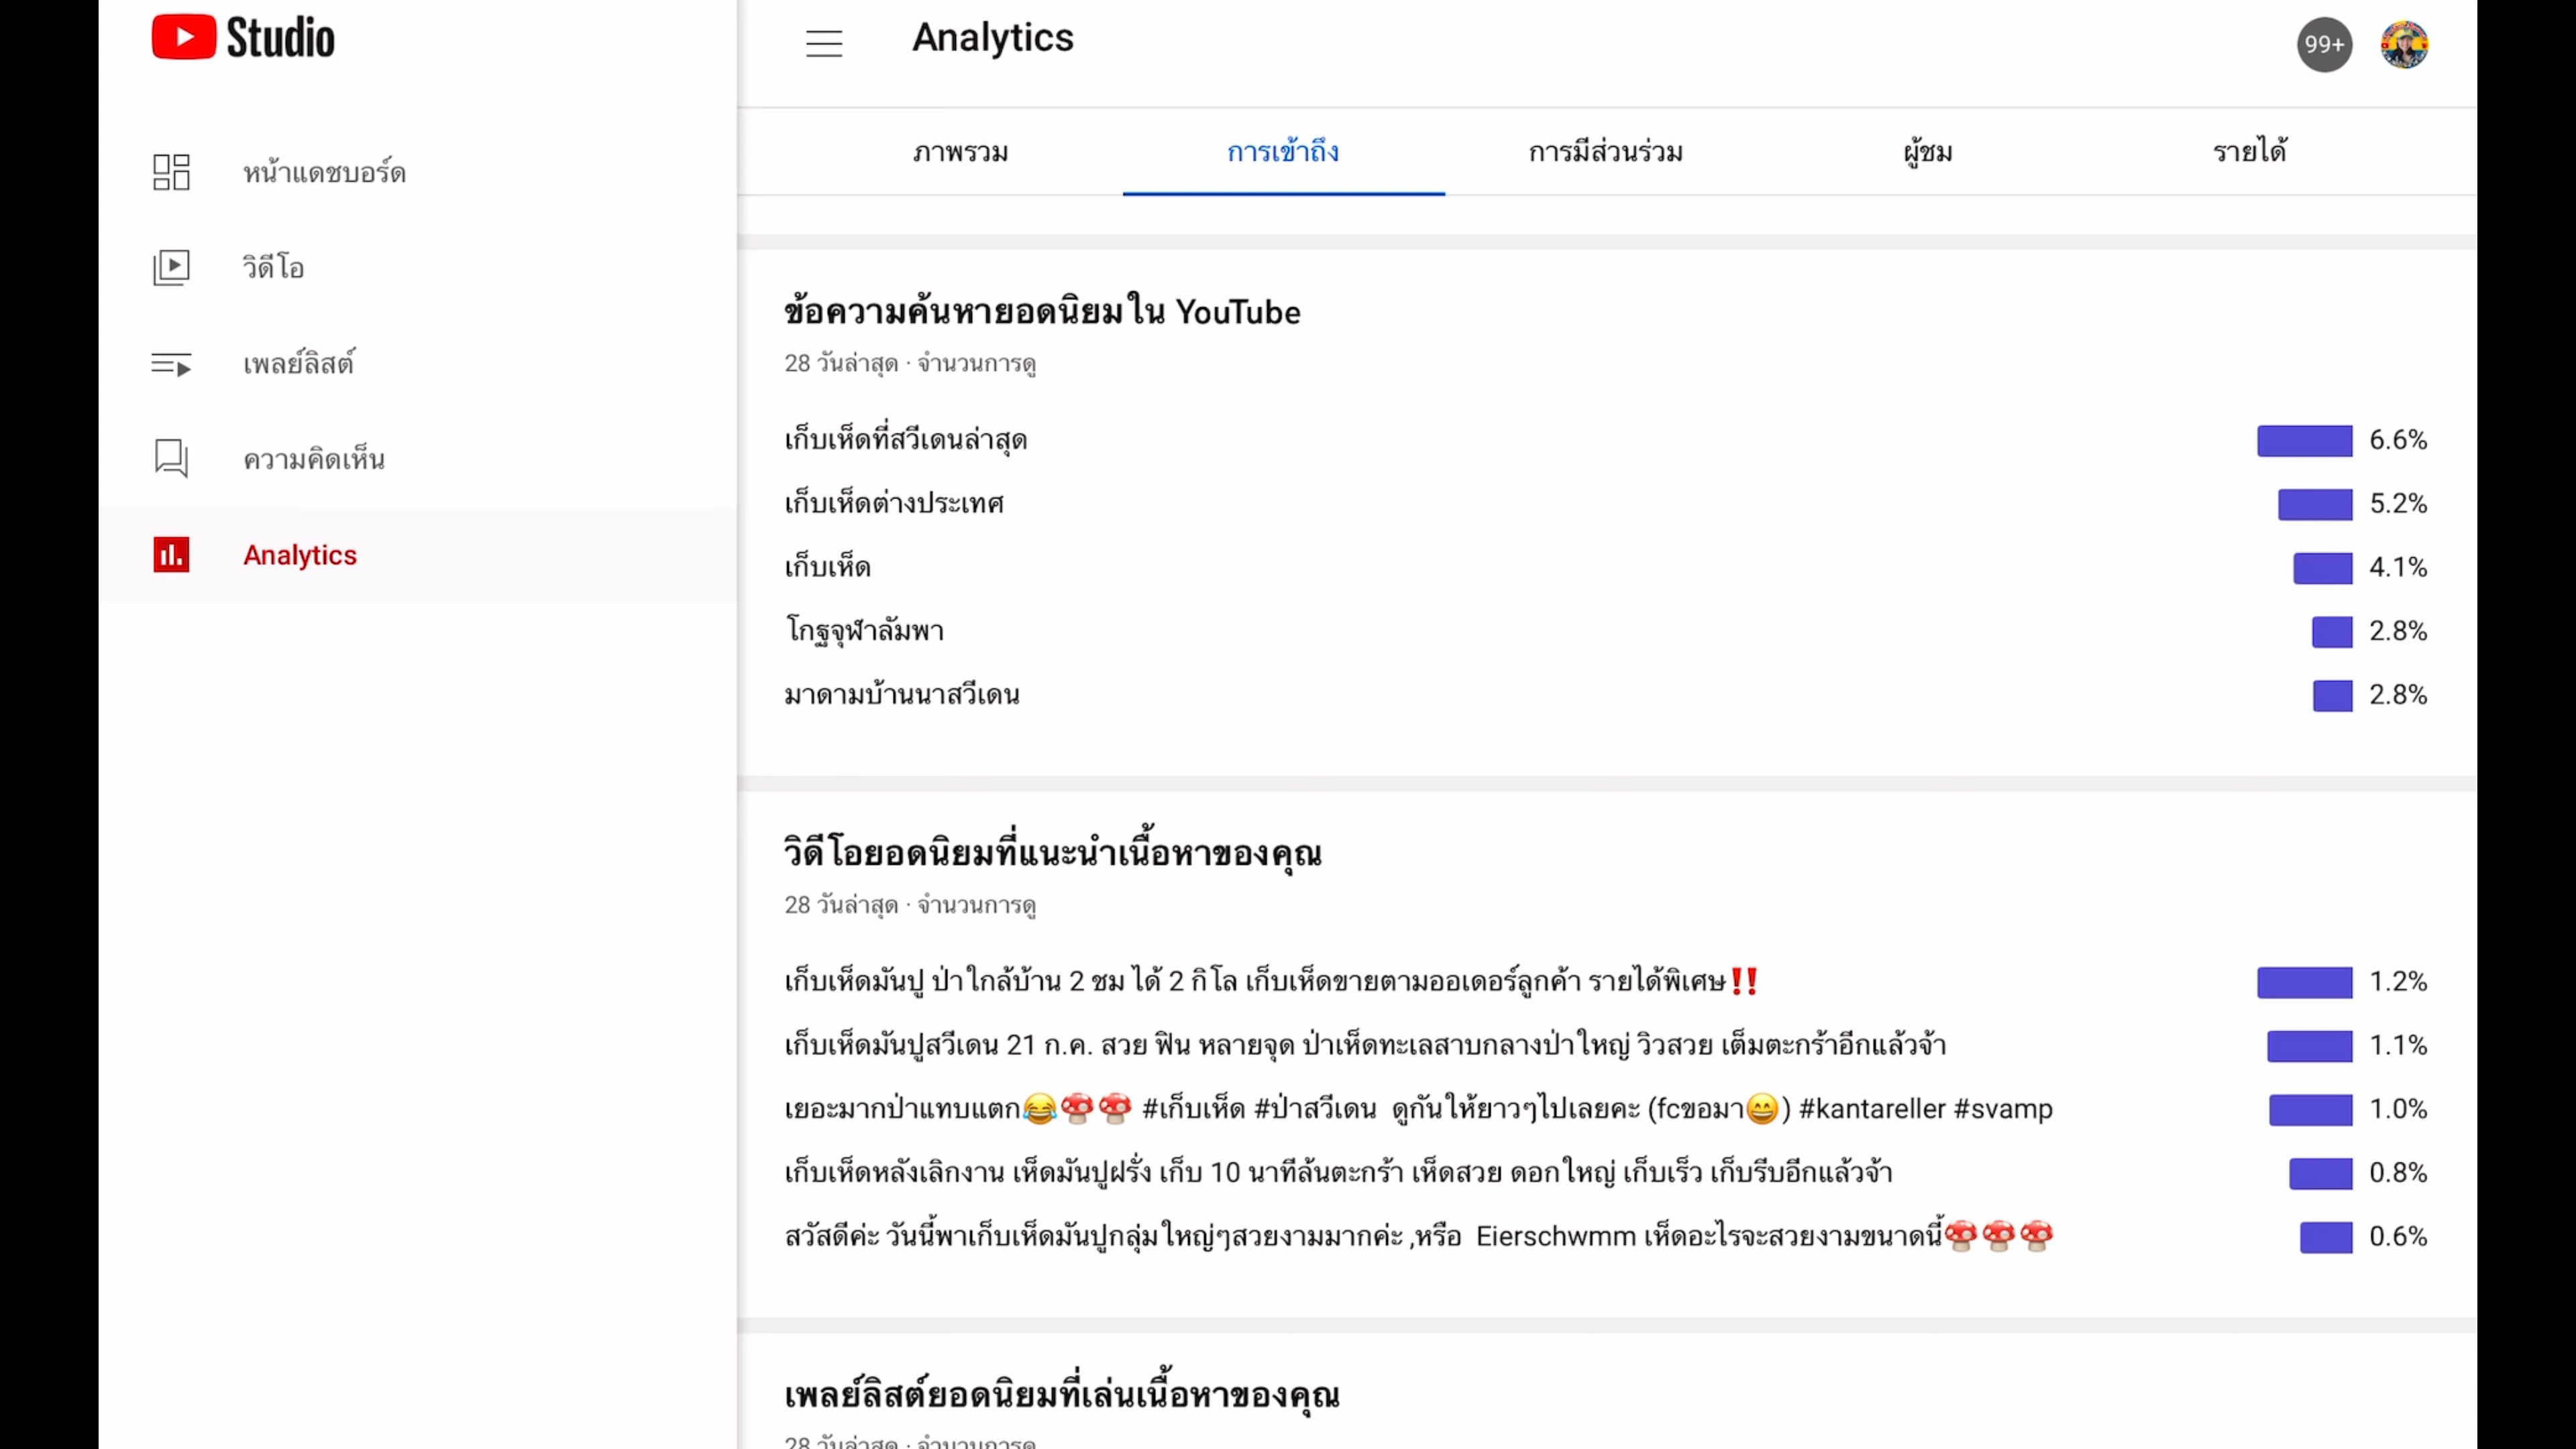 Studio
Analytics
99+
หน้าแดชบอร์ด
วิดีโอ
เพลย์ลิสต์
ความคิดเห็น
Analytics
ภาพรวม
การเข้าถึง
การมีส่วนร่วม
ผู้ชม
รายได้
ข้อความค้นหายอดนิยมใน YouTube
28 วันล่าสุด · จำนวนการดู
เก็บเห็ดที่สวีเดนล่าสุด 6.6%
เก็บเห็ดต่างประเทศ 5.2%
เก็บเห็ด 4.1%
โกฐจุฬาลัมพา 2.8%
มาดามบ้านนาสวีเดน 2.8%
วิดีโอยอดนิยมที่แนะนำเนื้อหาของคุณ
28 วันล่าสุด · จำนวนการดู
เก็บเห็ดมันปู ป่าใกล้บ้าน 2 ชม ได้ 2 กิโล เก็บเห็ดขายตามออเดอร์ลูกค้า รายได้พิเศษ‼️ 1.2%
เก็บเห็ดมันปูสวีเดน 21 ก.ค. สวย ฟิน หลายจุด ป่าเห็ดทะเลสาบกลางป่าใหญ่ วิวสวย เต็มตะกร้าอีกแล้วจ้า 1.1%
เยอะมากป่าแทบแตก😂🍄🍄 #เก็บเห็ด #ป่าสวีเดน ดูกันให้ยาวๆไปเลยคะ (fcขอมา😄) #kantareller #svamp 1.0%
เก็บเห็ดหลังเลิกงาน เห็ดมันปูฝรั่ง เก็บ 10 นาทีล้นตะกร้า เห็ดสวย ดอกใหญ่ เก็บเร็ว เก็บรีบอีกแล้วจ้า 0.8%
สวัสดีค่ะ วันนี้พาเก็บเห็ดมันปูกลุ่มใหญ่ๆสวยงามมากค่ะ ,หรือ Eierschwmm เห็ดอะไรจะสวยงามขนาดนี้🍄🍄🍄 0.6%
เพลย์ลิสต์ยอดนิยมที่เล่นเนื้อหาของคุณ
28 วันล่าสุด · จำนวนการดู